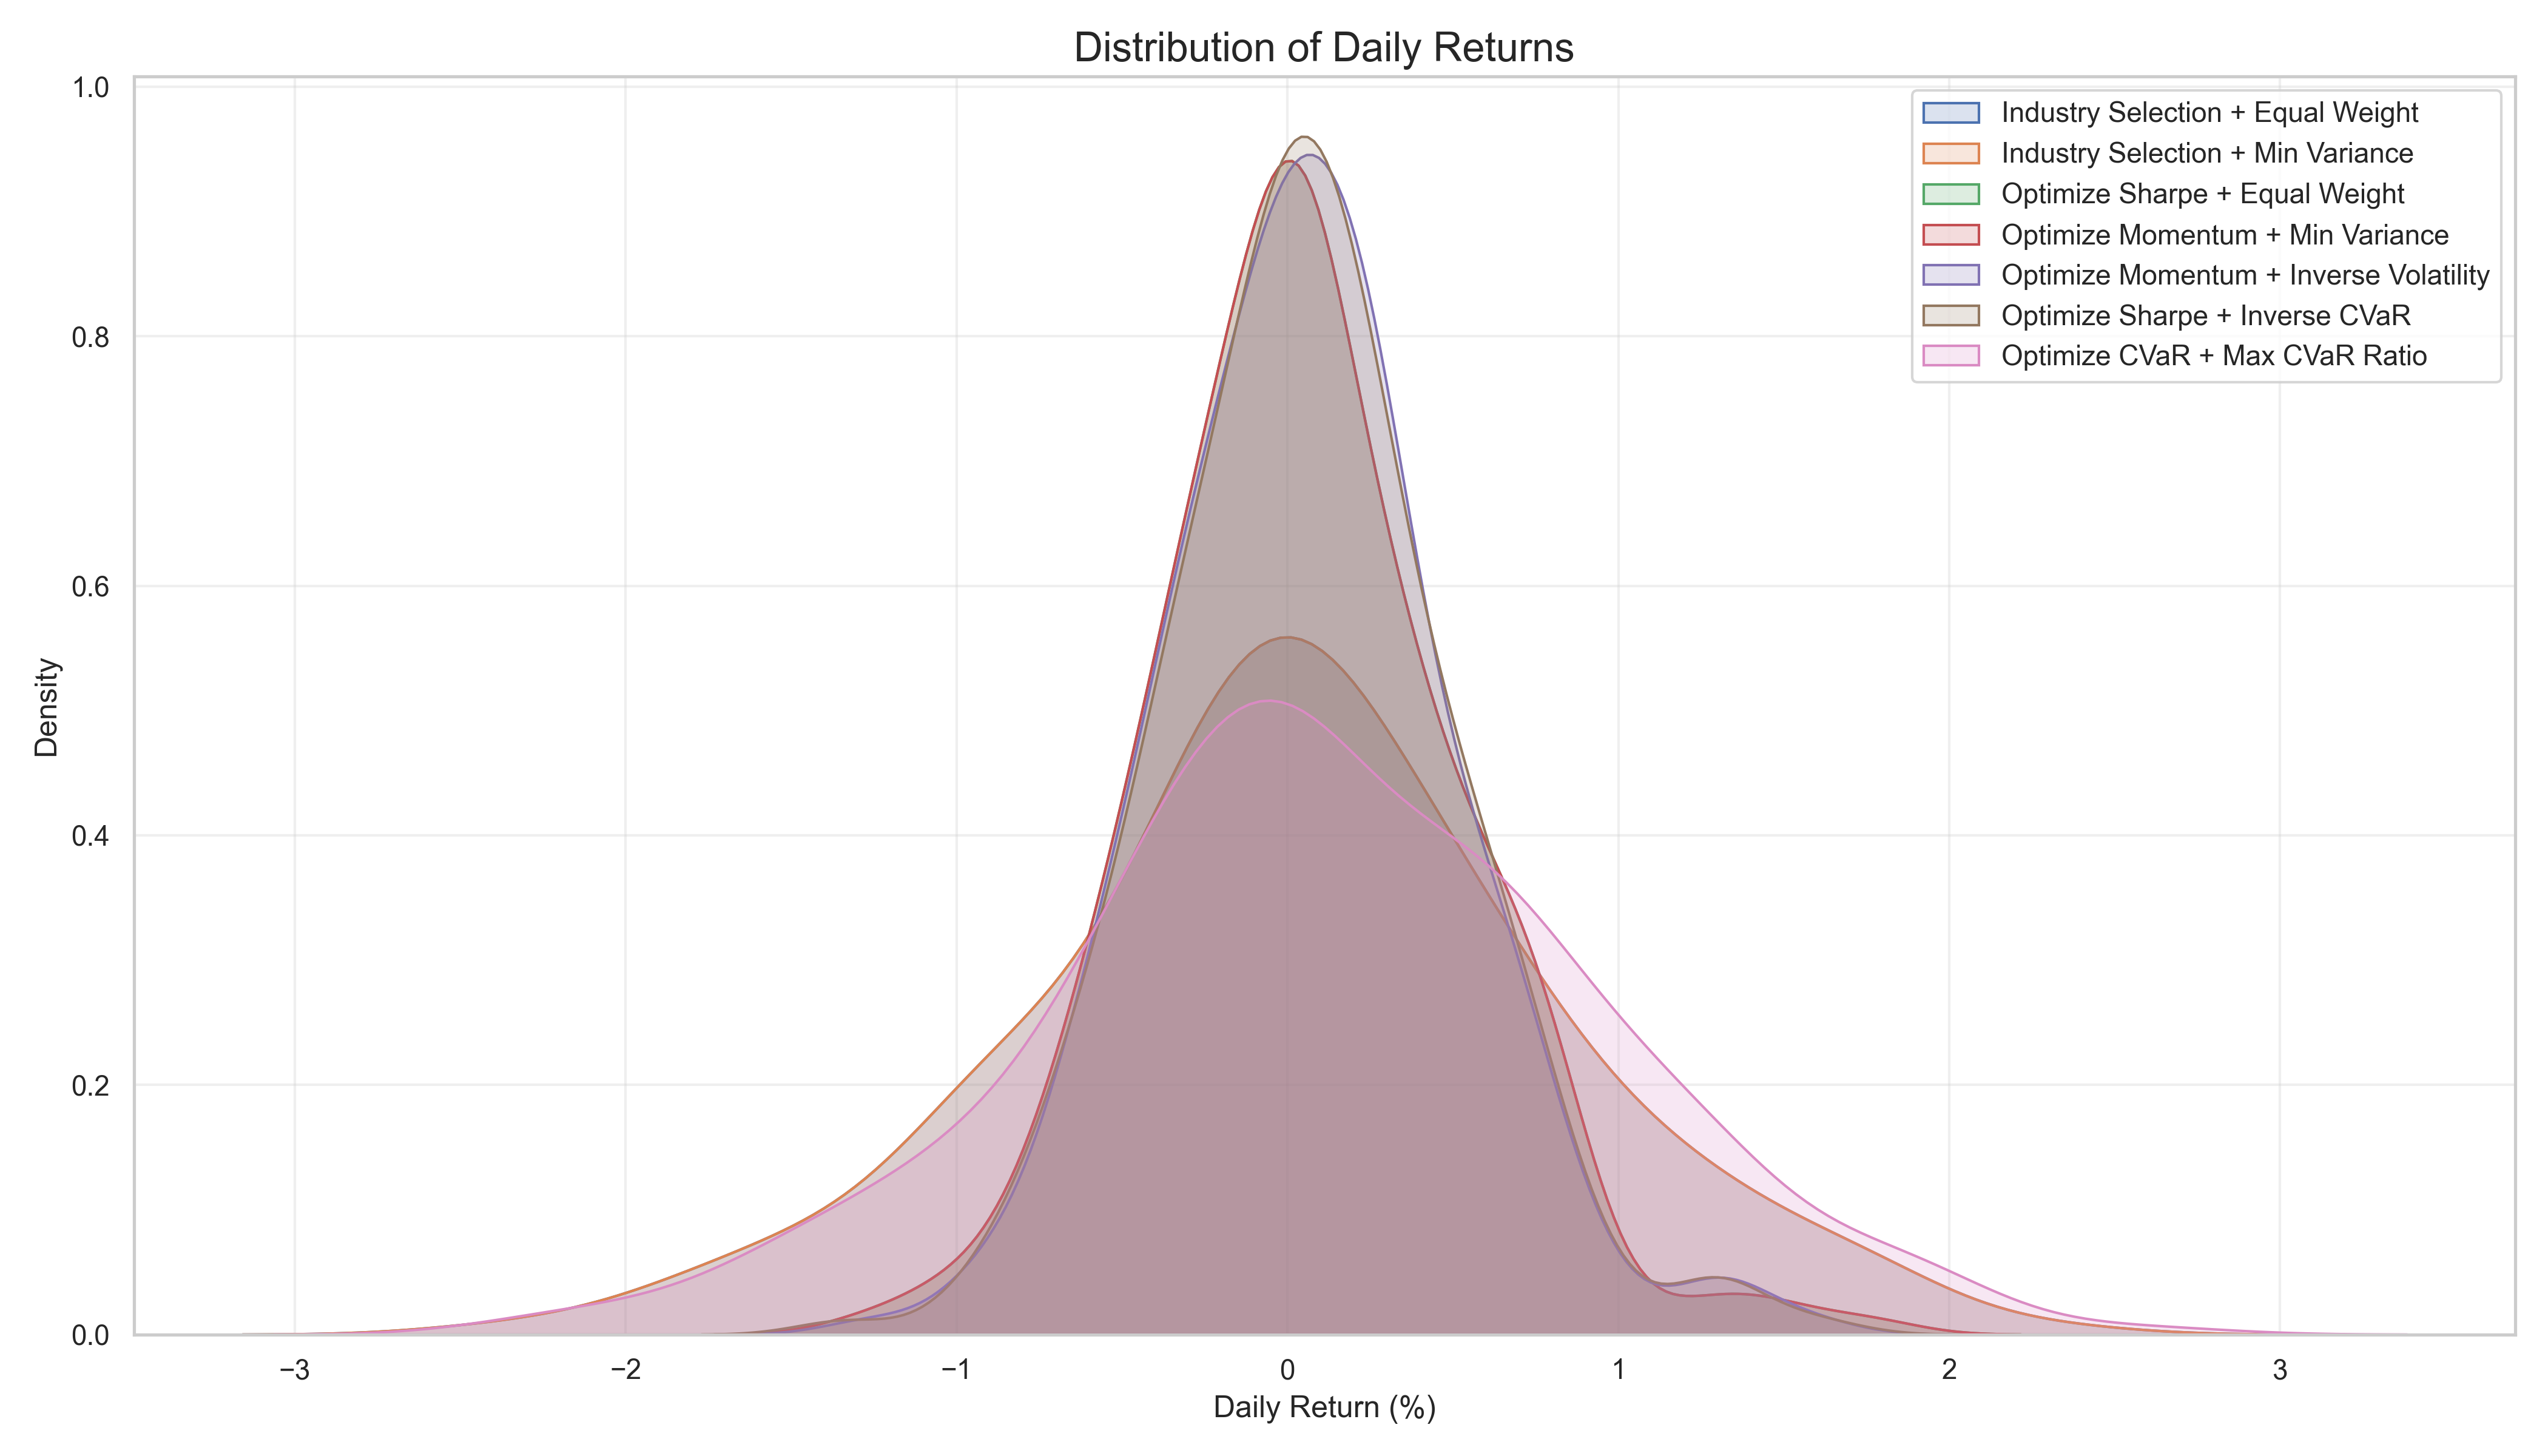 Distribution of Daily Returns
1.0
0.8
0.6
0.4
0.2
0.0
Density
−3
−2
−1
0
1
2
3
Daily Return (%)
Industry Selection + Equal Weight
Industry Selection + Min Variance
Optimize Sharpe + Equal Weight
Optimize Momentum + Min Variance
Optimize Momentum + Inverse Volatility
Optimize Sharpe + Inverse CVaR
Optimize CVaR + Max CVaR Ratio